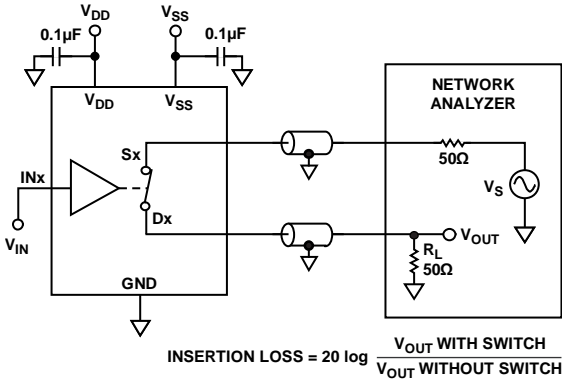 VDD VSS
0.1µF 0.1µF
VDD VSS
NETWORK
ANALYZER
Sx
50Ω
INx
VS
Dx
VIN
VOUT
RL
50Ω
GND
INSERTION LOSS = 20 log VOUT WITH SWITCH
VOUT WITHOUT SWITCH